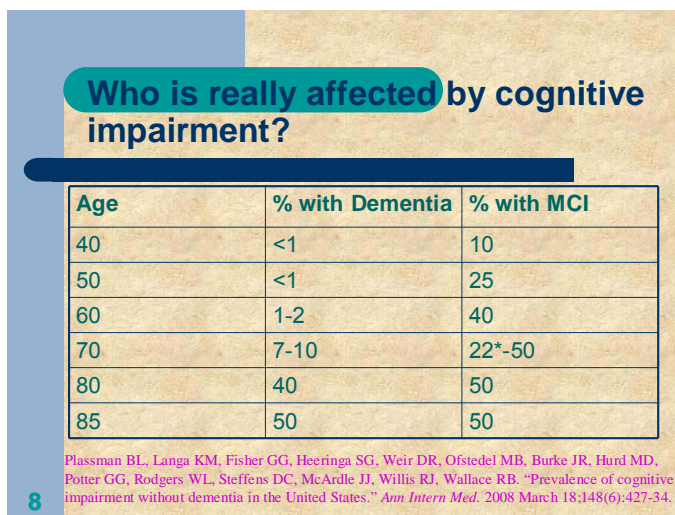 Who is really affected by cognitive
impairment?
Age % with Dementia % with MCI
40 <1 10
50 <1 25
60 1-2 40
70 7-10 22*-50
80 40 50
85 50 50
Plassman BL, Langa KM, Fisher GG, Heeringa SG, Weir DR, Ofstedel MB, Burke JR, Hurd MD,
Potter GG, Rodgers WL, Steffens DC, McArdle JJ, Willis RJ, Wallace RB. “Prevalence of cognitive
impairment without dementia in the United States.” Ann Intern Med. 2008 March 18;148(6):427-34.
8